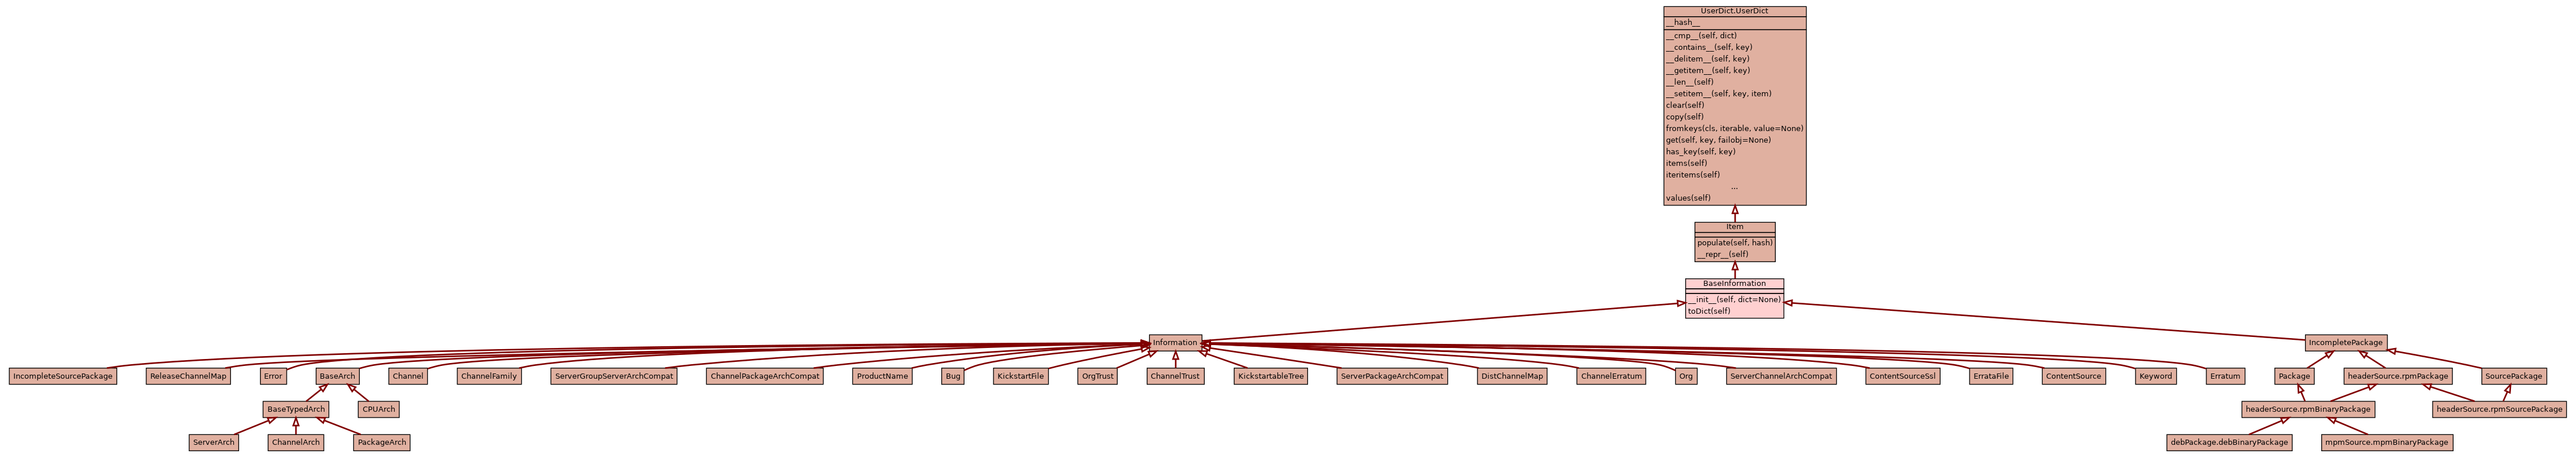 UserDict.UserDict
__hash__
__cmp__(self, dict)
__contains__(self, key)
__delitem__(self, key)
__getitem__(self, key)
__len__(self)
__setitem__(self, key, item)
clear(self)
copy(self)
fromkeys(cls, iterable, value=None)
get(self, key, failobj=None)
has_key(self, key)
items(self)
iteritems(self)
...
values(self)
Item
populate(self, hash)
__repr__(self)
BaseInformation
__init__(self, dict=None)
toDict(self)
Information
IncompletePackage
IncompleteSourcePackage
ReleaseChannelMap
Error
BaseArch
Channel
ChannelFamily
ServerGroupServerArchCompat
ChannelPackageArchCompat
ProductName
Bug
KickstartFile
OrgTrust
ChannelTrust
KickstartableTree
ServerPackageArchCompat
DistChannelMap
ChannelErratum
Org
ServerChannelArchCompat
ContentSourceSsl
ErrataFile
ContentSource
Keyword
Erratum
Package
headerSource.rpmPackage
SourcePackage
BaseTypedArch
CPUArch
headerSource.rpmBinaryPackage
headerSource.rpmSourcePackage
ServerArch
ChannelArch
PackageArch
debPackage.debBinaryPackage
mpmSource.mpmBinaryPackage